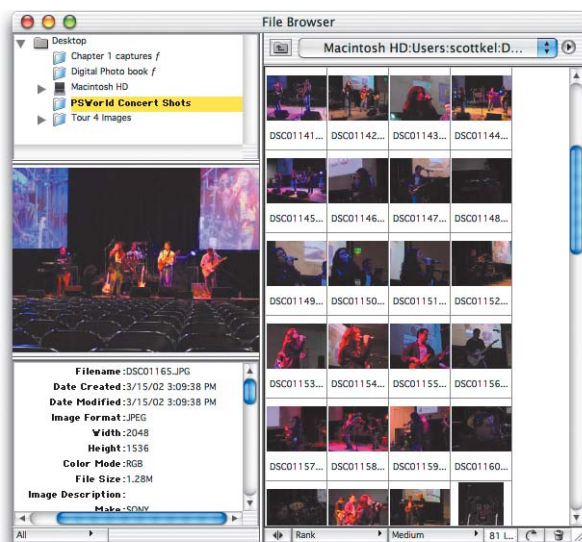 File Browser
Desktop
Chapter 1 captures ƒ
Digital Photo book ƒ
Macintosh HD
PSWorld Concert Shots
Tour 4 Images
Filename:DSC01165.JPG
Date Created:3/15/02 3:09:38 PM
Date Modified:3/15/02 3:09:38 PM
Image Format:JPEG
Width:2048
Height:1536
Color Mode:RGB
File Size:1.28M
Image Description:
Make:SONY
All
Macintosh HD:Users:scottkel:D...
DSC01141... DSC01142... DSC01143... DSC01144...
DSC01145... DSC01146... DSC01147... DSC01148...
DSC01149... DSC01150... DSC01151... DSC01152...
DSC01153... DSC01154... DSC01155... DSC01156...
DSC01157... DSC01158... DSC01159... DSC01160...
Rank Medium 81 I...